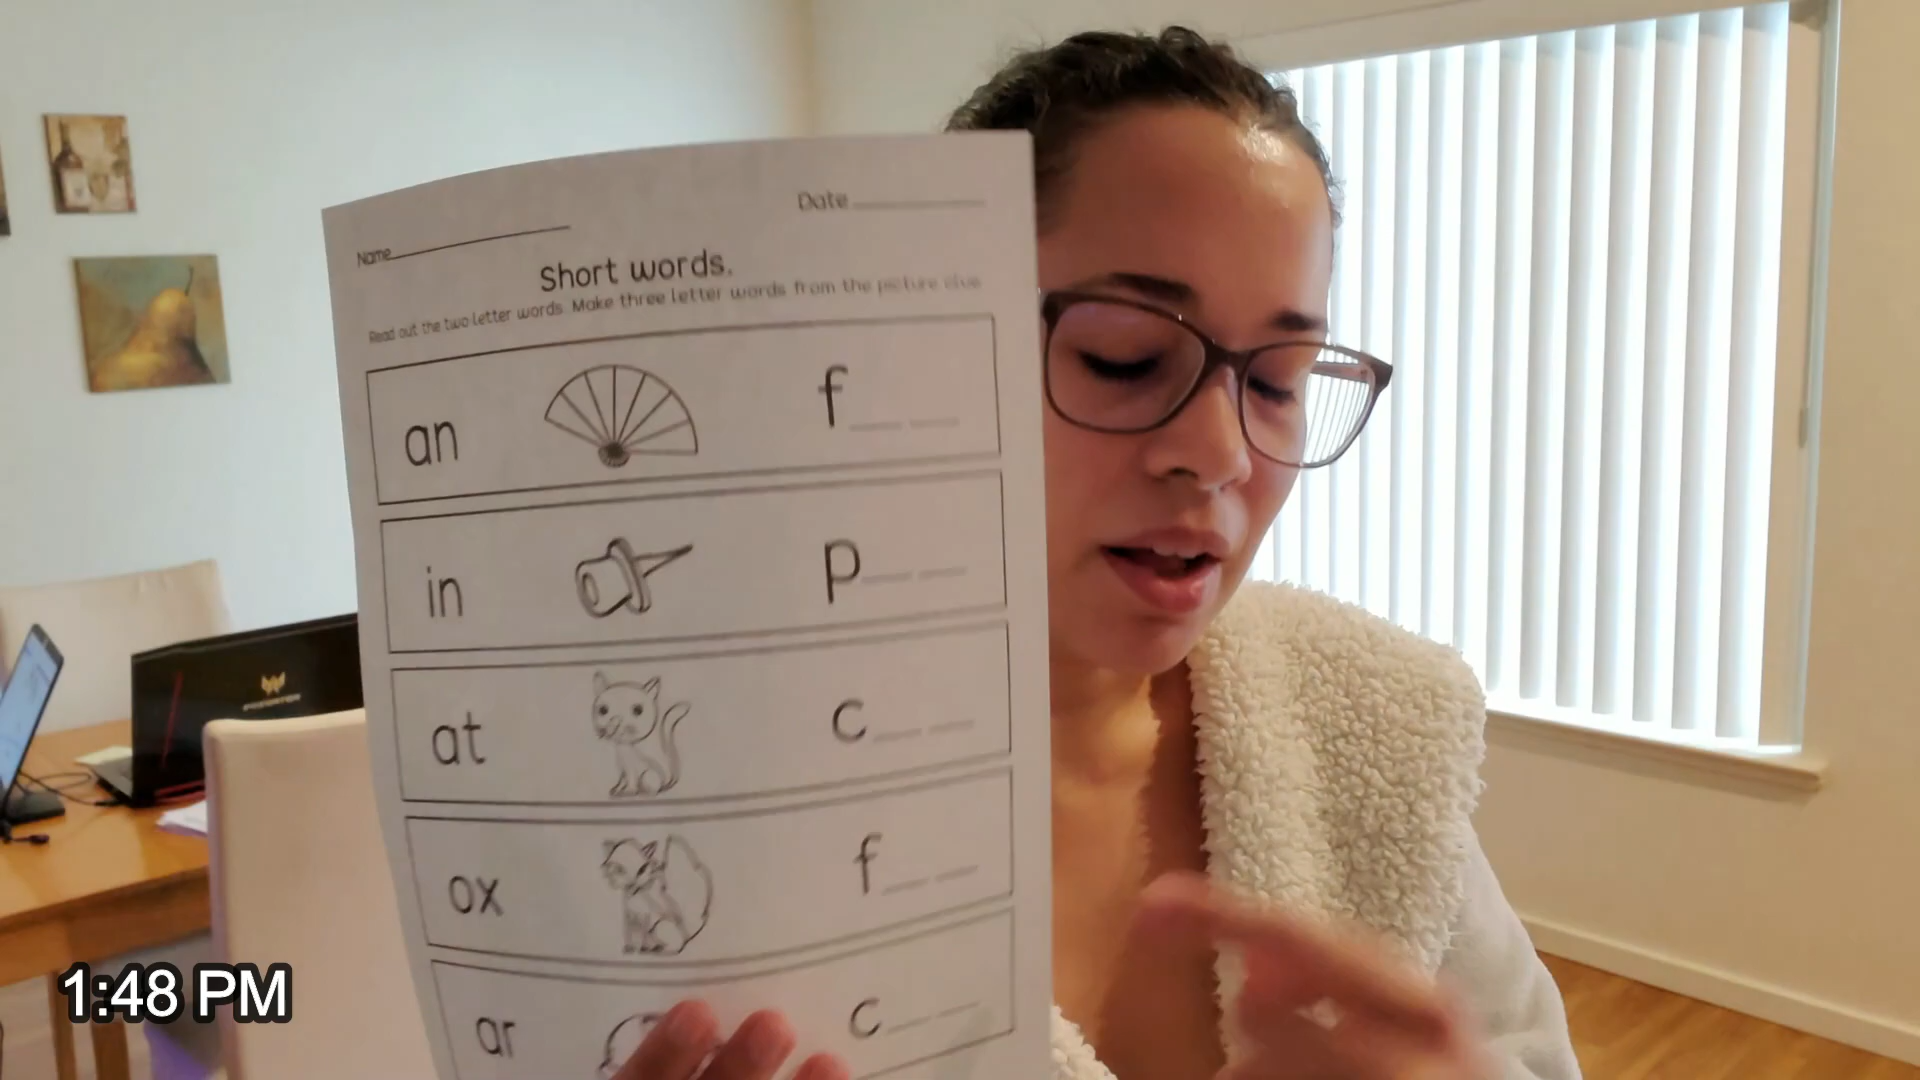 Name
Date
Short words.
Read out the two letter words. Make three letter words from the picture clue
an f
in p
at c
ox f
ar c
1:48 PM